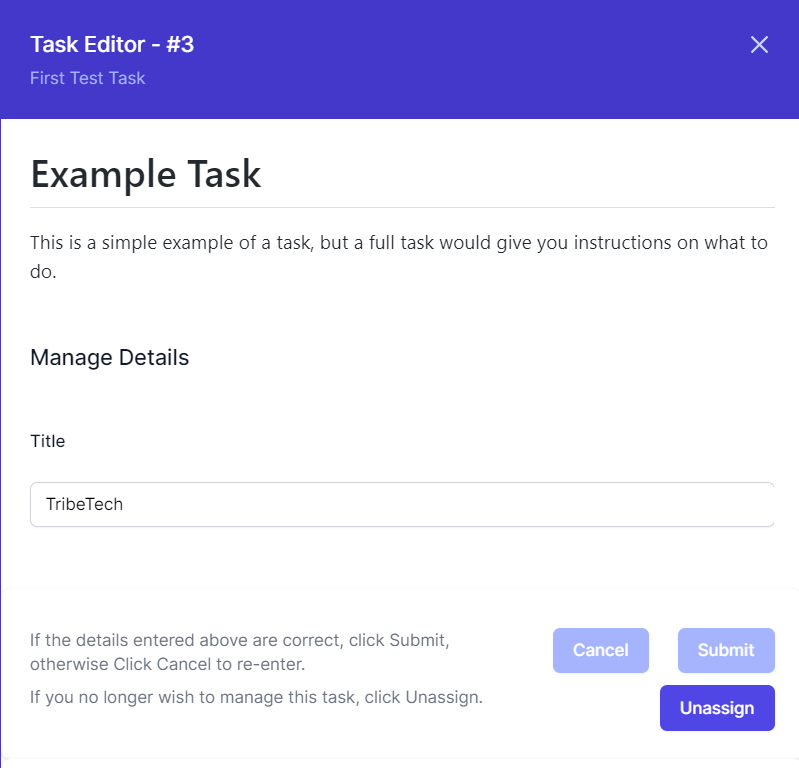 Task Editor - #3
First Test Task
Example Task
This is a simple example of a task, but a full task would give you instructions on what to
do.
Manage Details
Title
TribeTech
If the details entered above are correct, click Submit,
otherwise Click Cancel to re-enter.
Cancel
Submit
If you no longer wish to manage this task, click Unassign.
Unassign